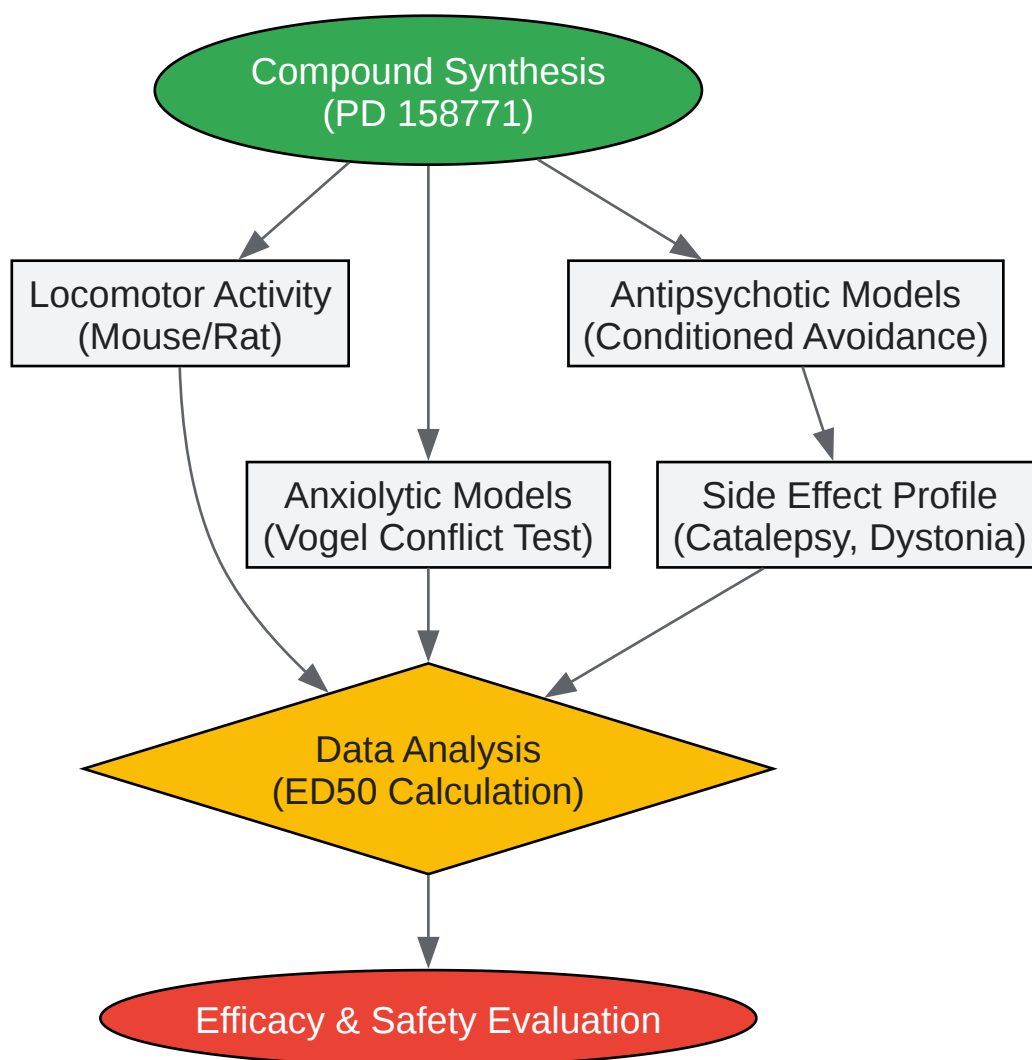 Compound Synthesis
(PD 158771)
Locomotor Activity
(Mouse/Rat)
Antipsychotic Models
(Conditioned Avoidance)
Anxiolytic Models
(Vogel Conflict Test)
Side Effect Profile
(Catalepsy, Dystonia)
Data Analysis
(ED50 Calculation)
Efficacy & Safety Evaluation